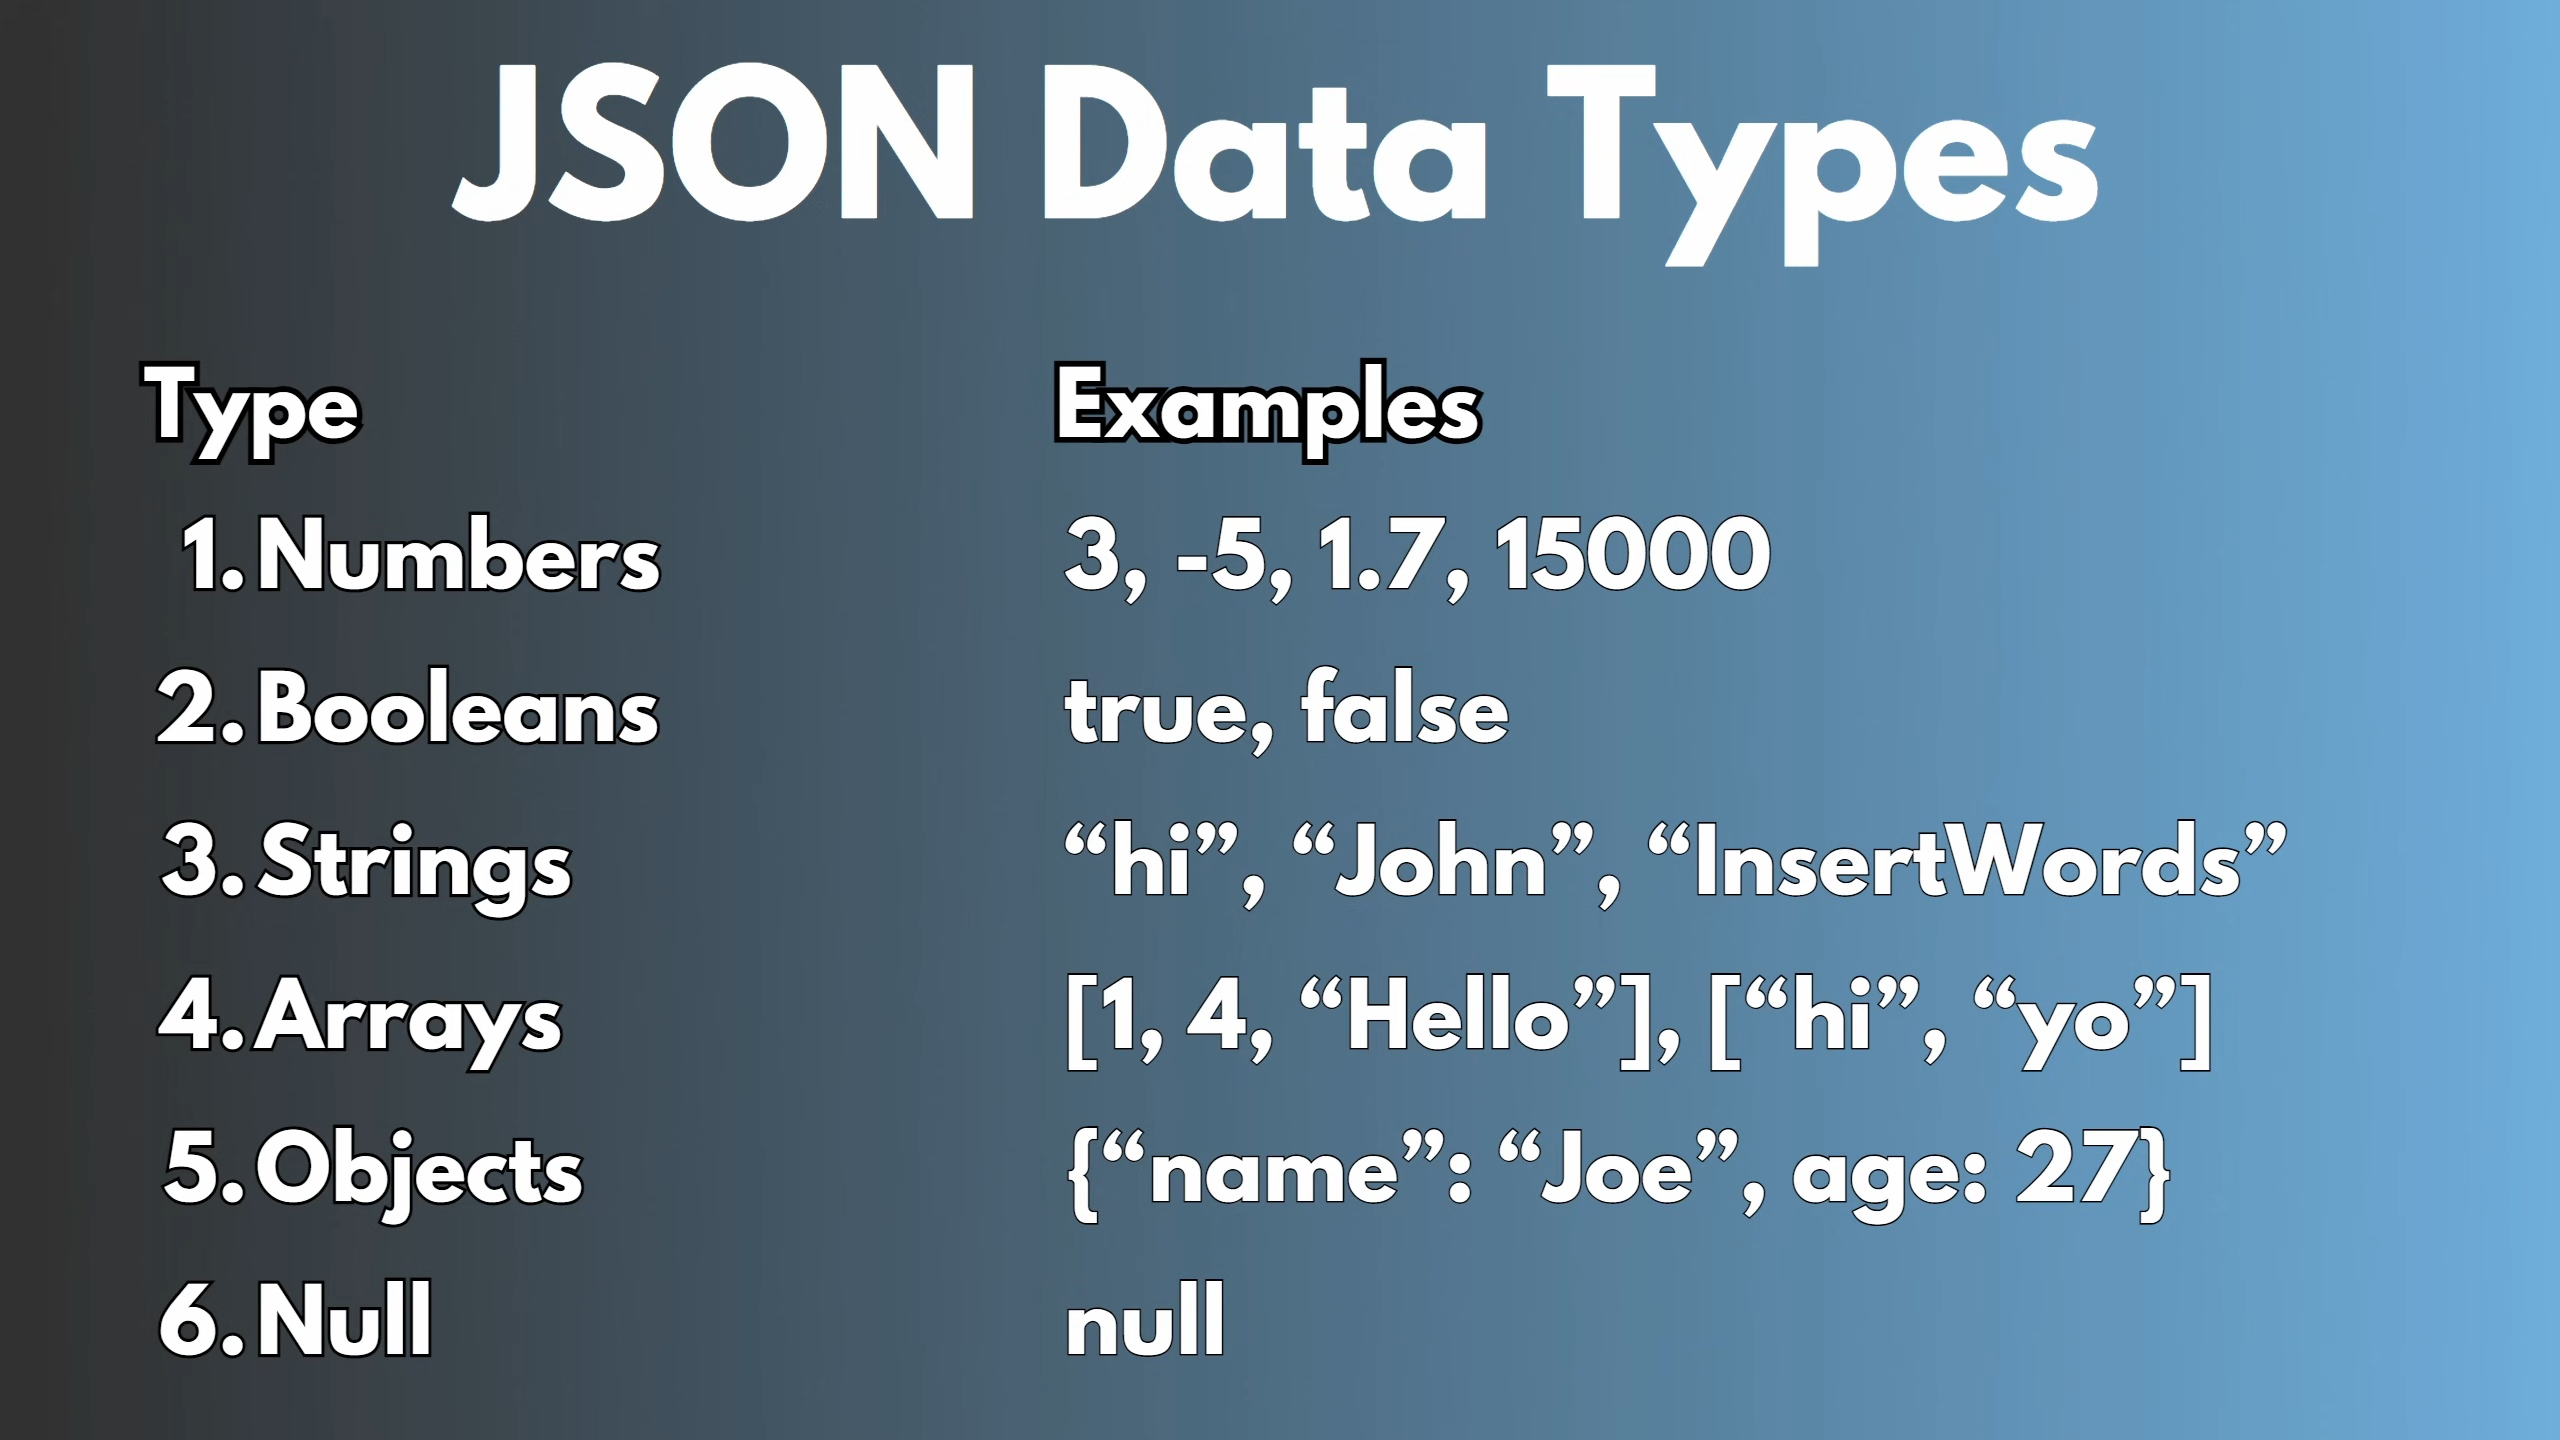 JSON Data Types
Type Examples
1. Numbers 3, -5, 1.7, 15000
2. Booleans true, false
3. Strings “hi”, “John”, “InsertWords”
4. Arrays [1, 4, “Hello”], [“hi”, “yo”]
5. Objects {“name”: “Joe”, age: 27}
6. Null null